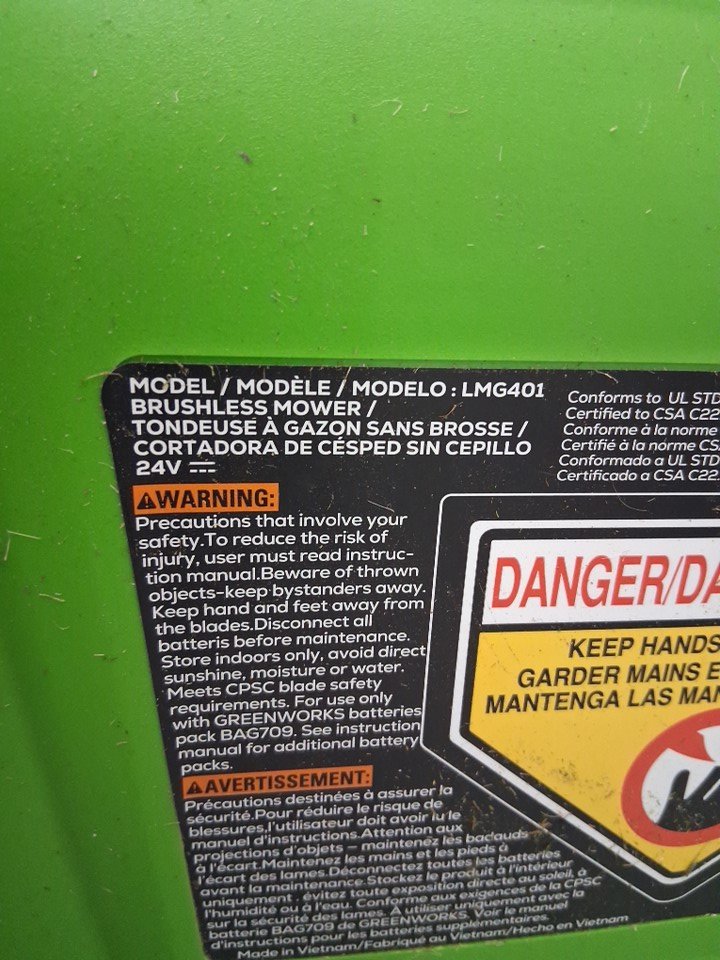 MODEL / MODÈLE / MODELO : LMG401
BRUSHLESS MOWER /
TONDEUSE À GAZON SANS BROSSE /
CORTADORA DE CÉSPED SIN CEPILLO
24V ⎓
Conforms to UL STD
Certified to CSA C22
Conforme à la norme
Certifié à la norme CS
Conformado a UL STD
Certificado a CSA C22.
⚠WARNING:
Precautions that involve your
safety.To reduce the risk of
injury, user must read instruc-
tion manual.Beware of thrown
objects-keep bystanders away.
Keep hand and feet away from
the blades.Disconnect all
batteris before maintenance.
Store indoors only, avoid direct
sunshine, moisture or water.
Meets CPSC blade safety
requirements. For use only
with GREENWORKS batteries
pack BAG709. See instruction
manual for additional battery
packs.
DANGER/DA
KEEP HANDS
GARDER MAINS E
MANTENGA LAS MAN
⚠AVERTISSEMENT:
Précautions destinées à assurer la
sécurité.Pour réduire le risque de
blessures,l'utilisateur doit avoir lu le
manuel d'instructions.Attention aux
projections d'objets – maintenez les badauds
à l'écart.Maintenez les mains et les pieds à
l'écart des lames.Déconnectez toutes les batteries
avant la maintenance.Stockez le produit à l'intérieur
uniquement ; évitez toute exposition directe au soleil, à
l'humidité ou à l'eau. Conforme aux exigences de la CPSC
sur la sécurité des lames. À utiliser uniquement avec la
batterie BAG709 de GREENWORKS. Voir le manuel
d'instructions pour les batteries supplémentaires.
Made in Vietnam/Fabriqué au Vietnam/Hecho en Vietnam